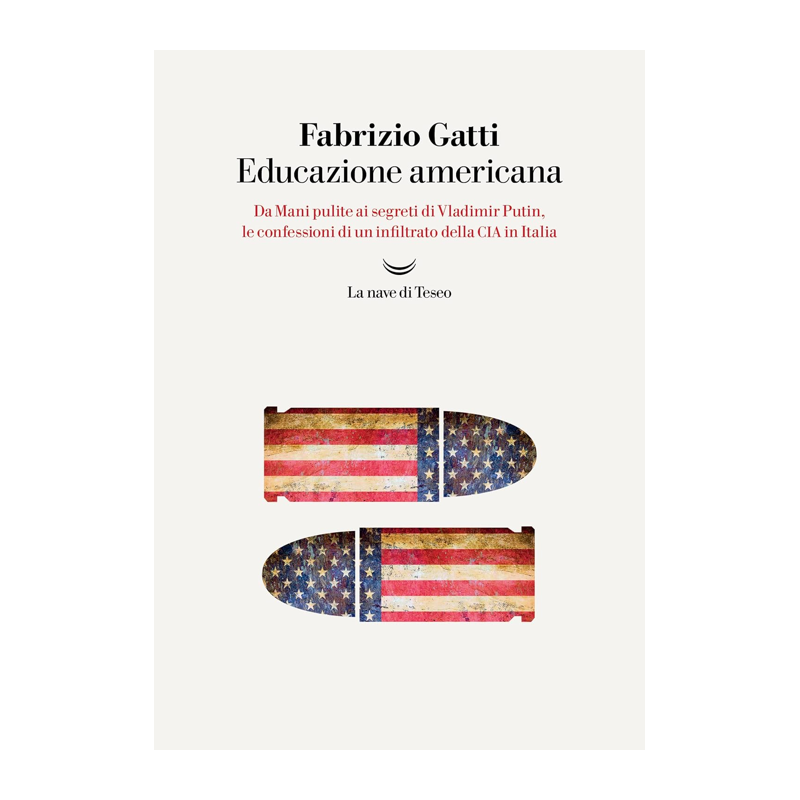 Fabrizio Gatti
Educazione americana
Da Mani pulite ai segreti di Vladimir Putin,
le confessioni di un infiltrato della CIA in Italia
La nave di Teseo